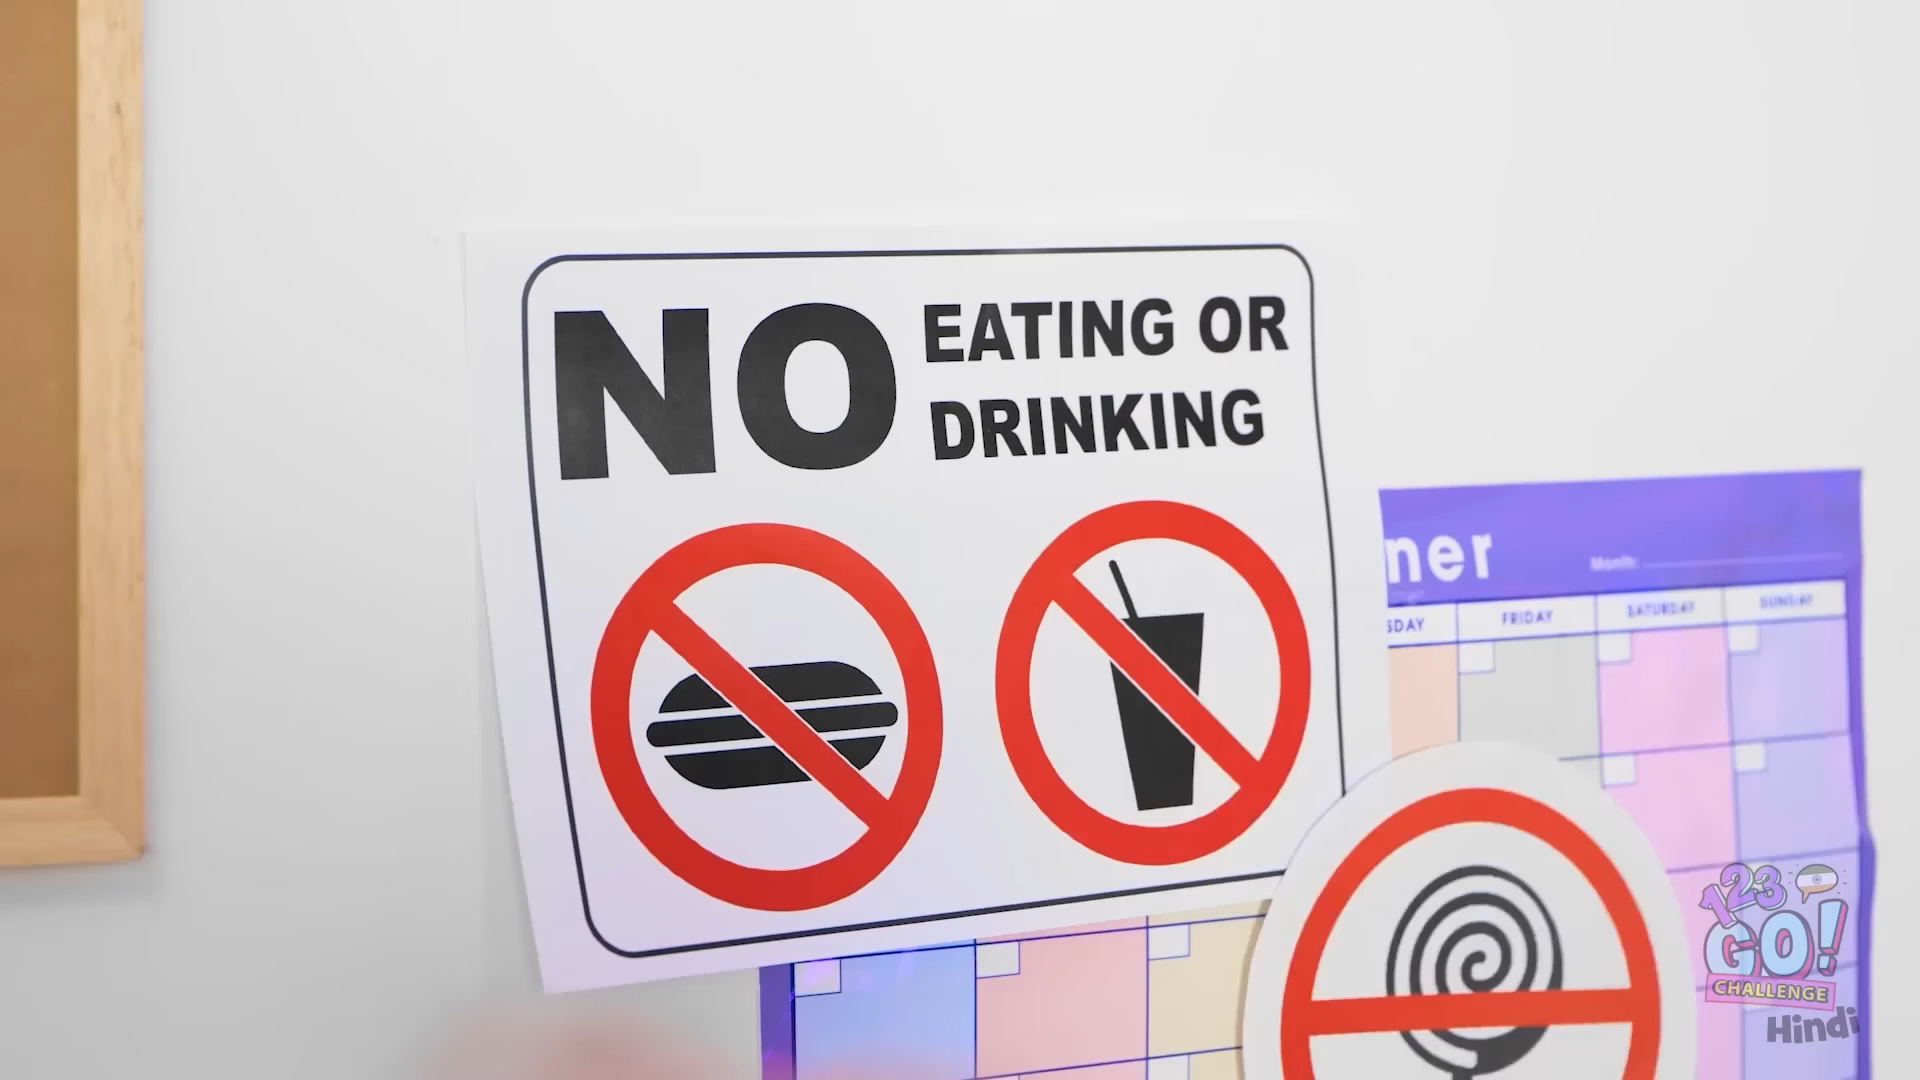 NO EATING OR
DRINKING
ner
Month:
SDAY FRIDAY SATURDAY SUNDAY
123
GO!
CHALLENGE
Hindi